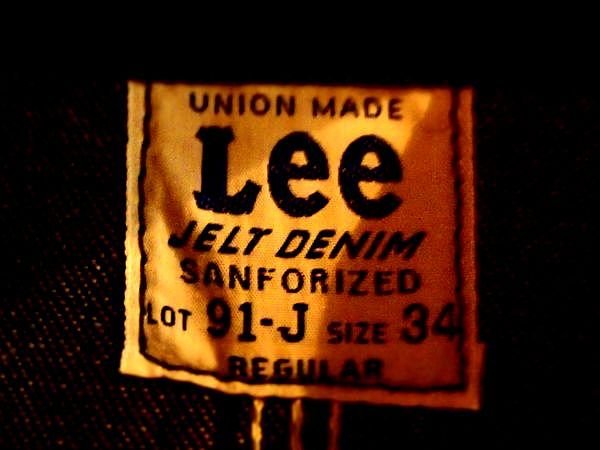 UNION MADE
Lee
JELT DENIM
SANFORIZED
LOT 91-J SIZE 34
REGULAR